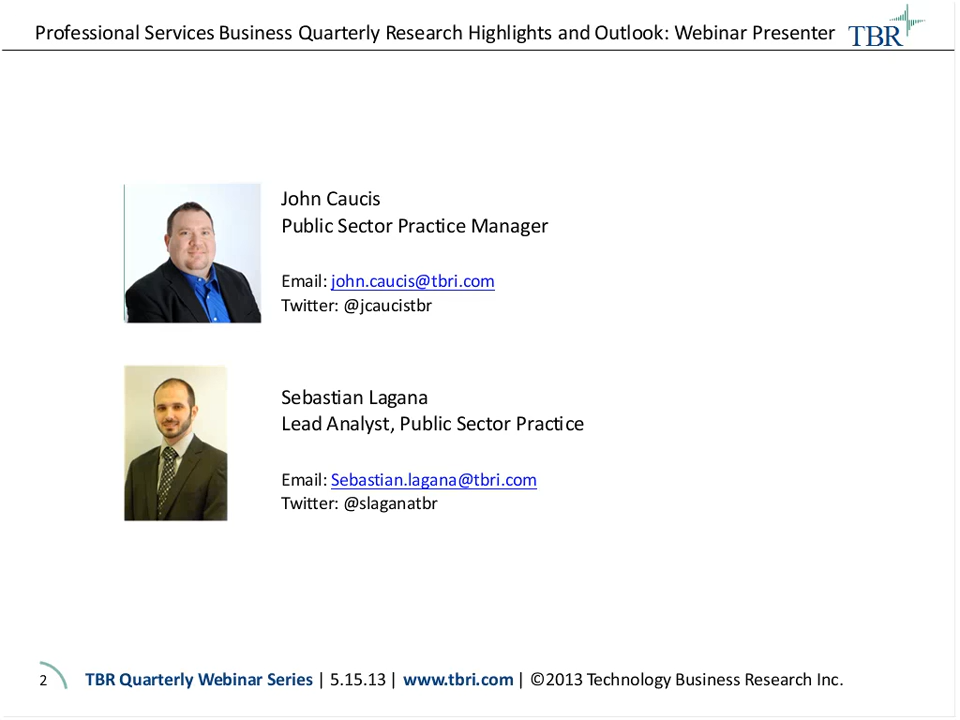 Professional Services Business Quarterly Research Highlights and Outlook: Webinar Presenter
TBR
John Caucis
Public Sector Practice Manager
Email: john.caucis@tbri.com
Twitter: @jcaucistbr
Sebastian Lagana
Lead Analyst, Public Sector Practice
Email: Sebastian.lagana@tbri.com
Twitter: @slaganatbr
2 TBR Quarterly Webinar Series | 5.15.13 | www.tbri.com | ©2013 Technology Business Research Inc.